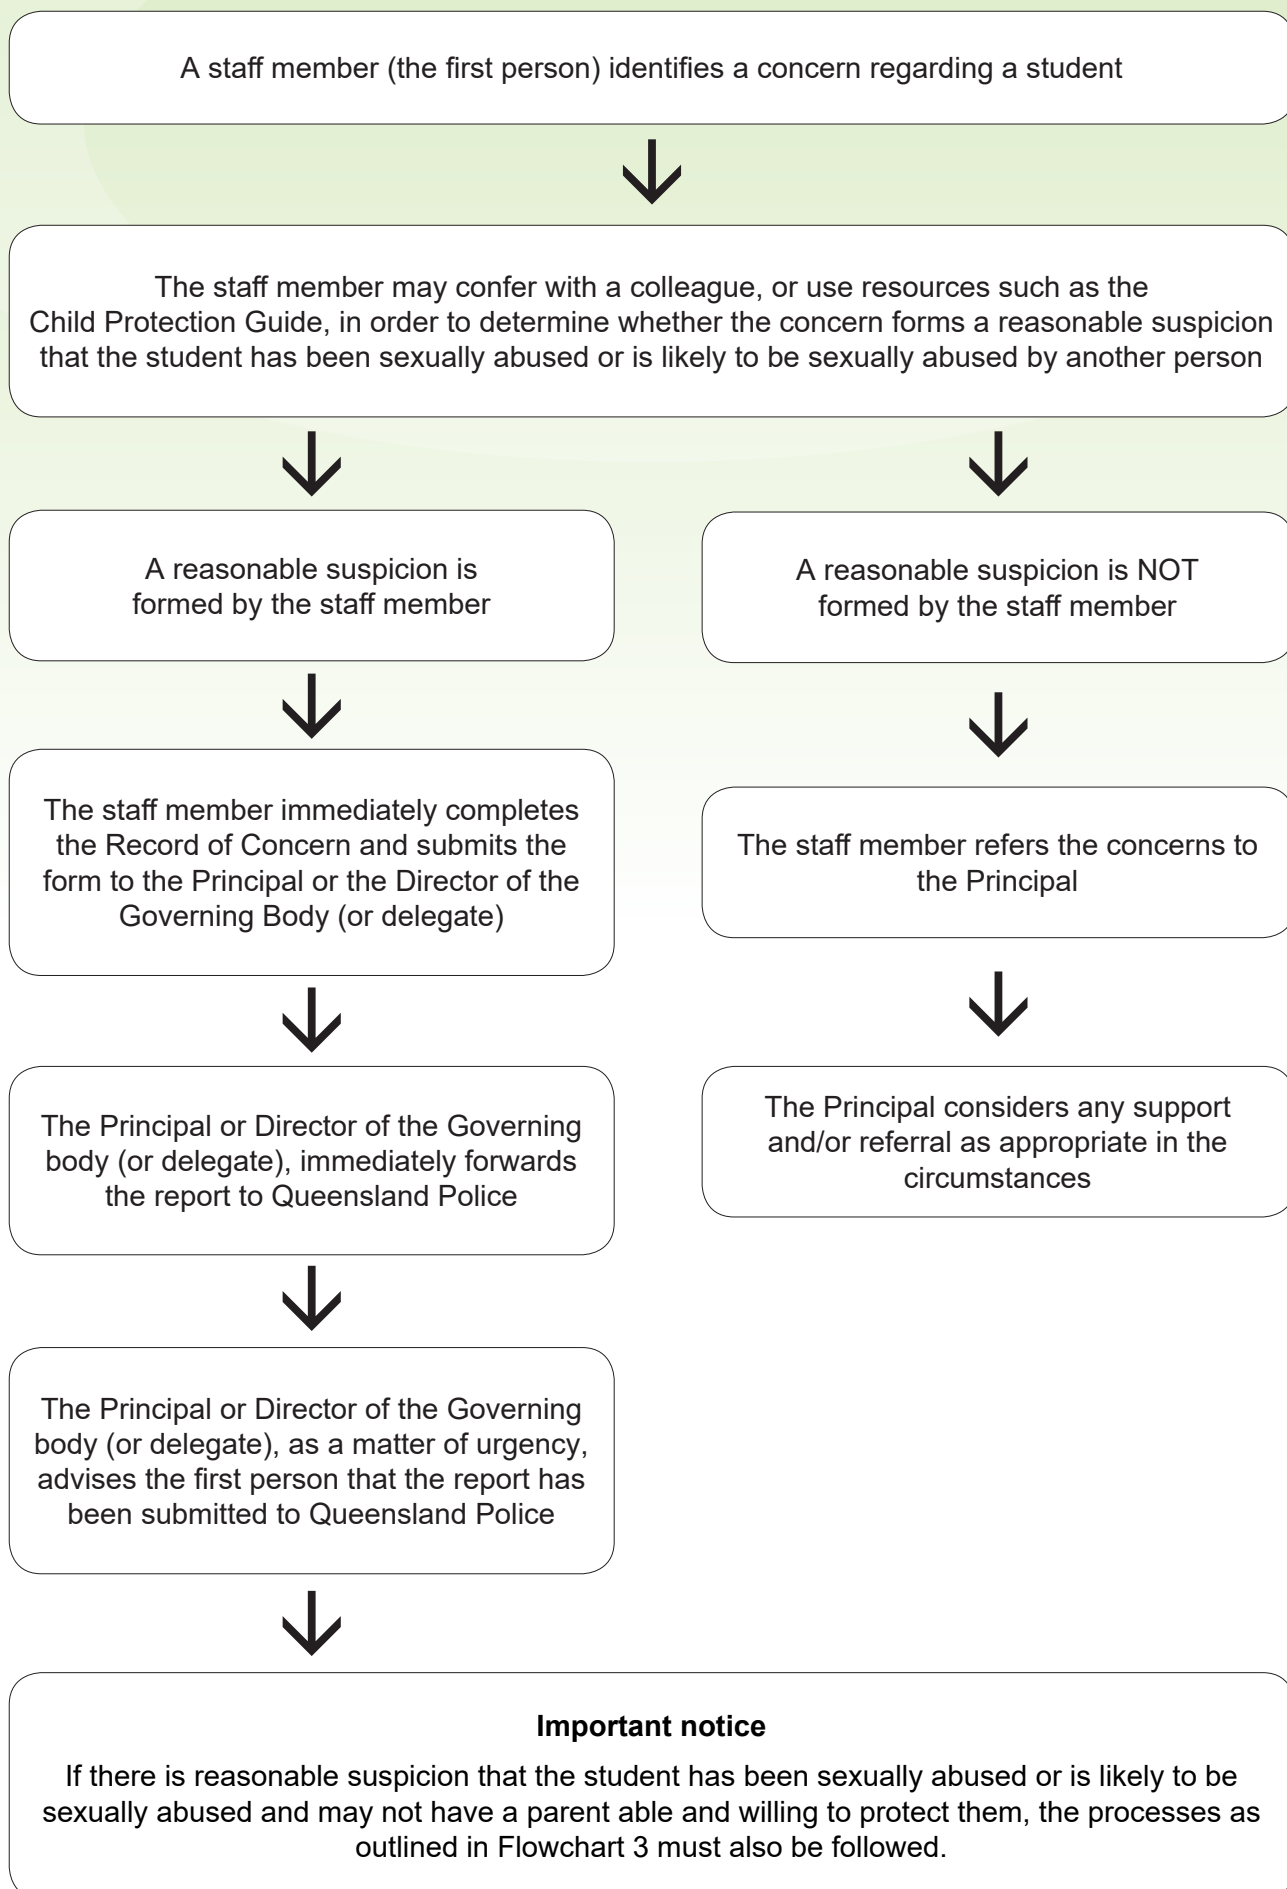 A staff member (the first person) identifies a concern regarding a student
The staff member may confer with a colleague, or use resources such as the
Child Protection Guide, in order to determine whether the concern forms a reasonable suspicion
that the student has been sexually abused or is likely to be sexually abused by another person
A reasonable suspicion is
formed by the staff member
The staff member immediately completes
the Record of Concern and submits the
form to the Principal or the Director of the
Governing Body (or delegate)
The Principal or Director of the Governing
body (or delegate), immediately forwards
the report to Queensland Police
The Principal or Director of the Governing
body (or delegate), as a matter of urgency,
advises the first person that the report has
been submitted to Queensland Police
A reasonable suspicion is NOT
formed by the staff member
The staff member refers the concerns to
the Principal
The Principal considers any support
and/or referral as appropriate in the
circumstances
Important notice
If there is reasonable suspicion that the student has been sexually abused or is likely to be
sexually abused and may not have a parent able and willing to protect them, the processes as
outlined in Flowchart 3 must also be followed.